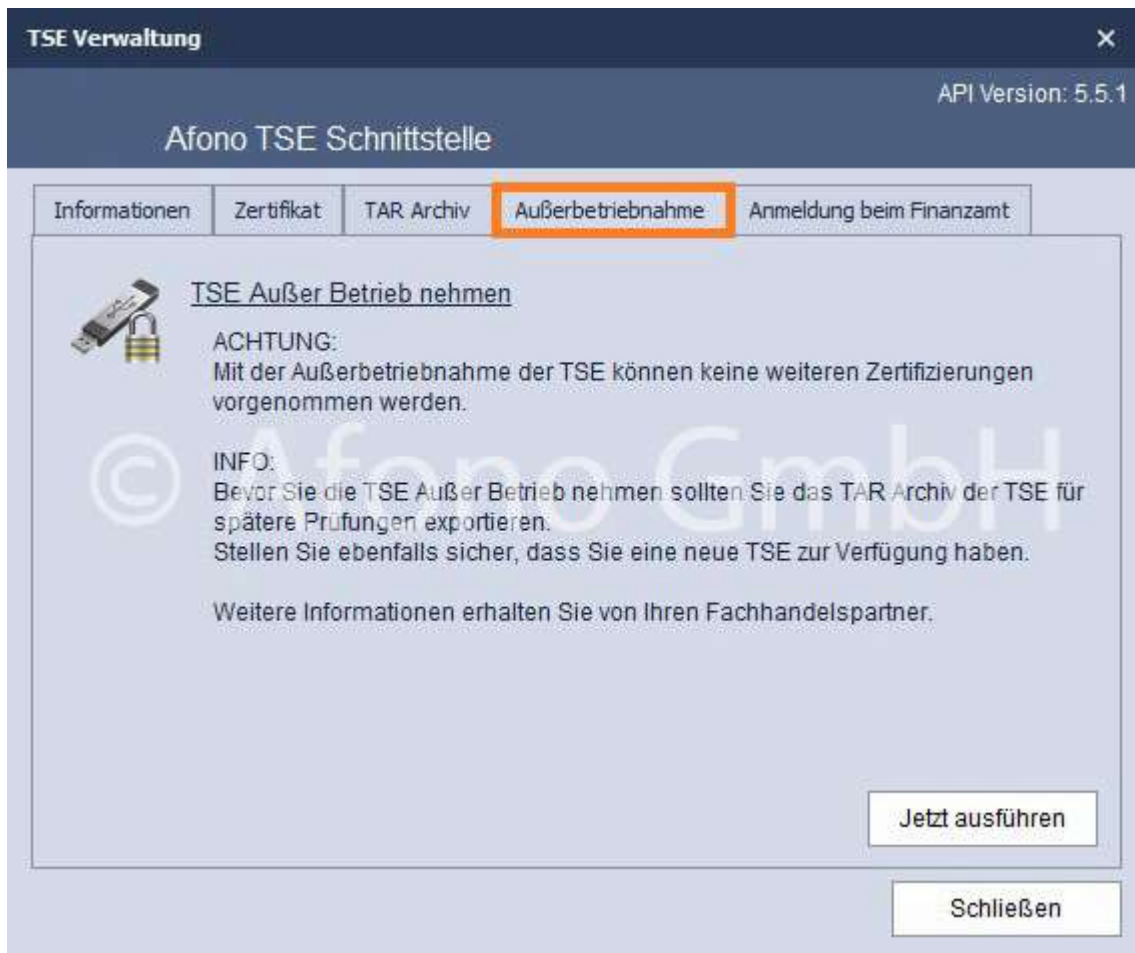 TSE Verwaltung
API Version: 5.5.1
Afono TSE Schnittstelle
Informationen Zertifikat TAR Archiv Außerbetriebnahme Anmeldung beim Finanzamt
TSE Außer Betrieb nehmen
ACHTUNG:
Mit der Außerbetriebnahme der TSE können keine weiteren Zertifizierungen
vorgenommen werden.
INFO:
Bevor Sie die TSE Außer Betrieb nehmen sollten Sie das TAR Archiv der TSE für
spätere Prüfungen exportieren.
Stellen Sie ebenfalls sicher, dass Sie eine neue TSE zur Verfügung haben.
Weitere Informationen erhalten Sie von Ihren Fachhandelspartner.
© Afono GmbH
Jetzt ausführen
Schließen